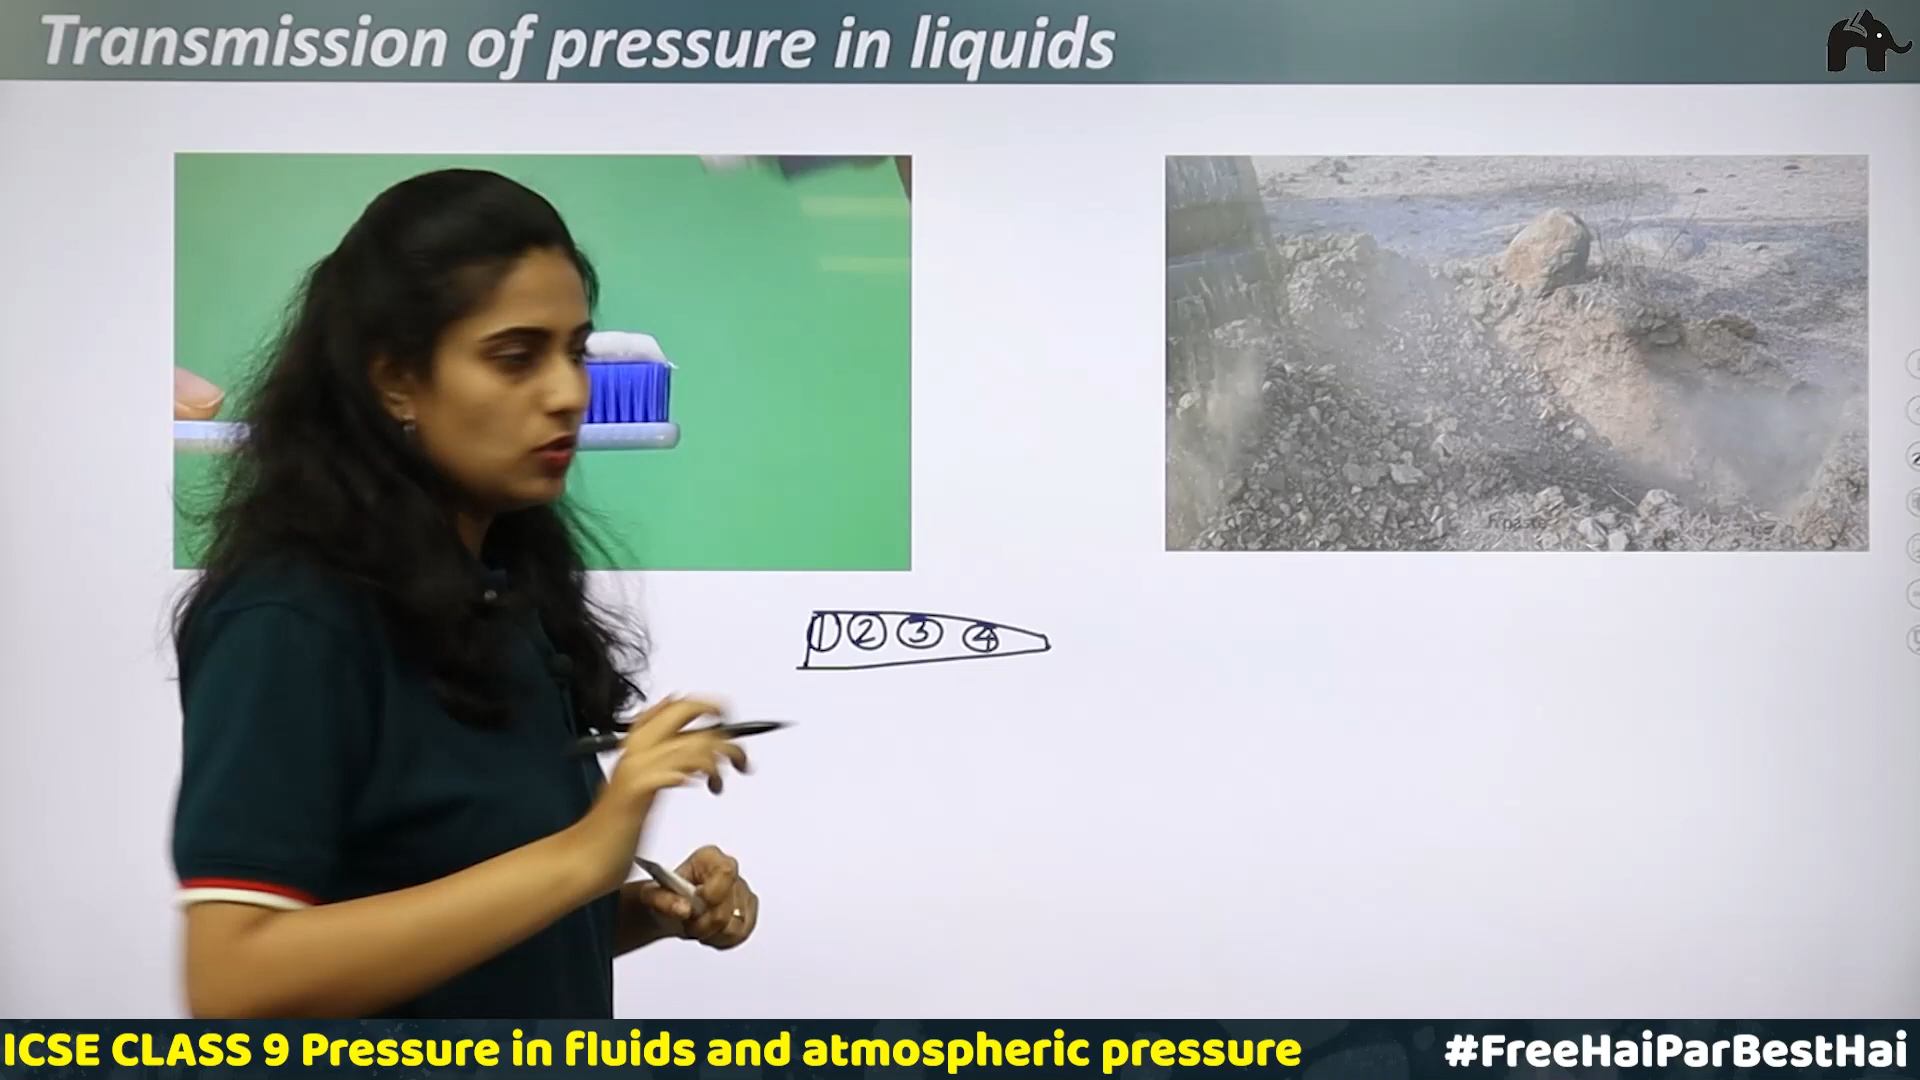 Transmission of pressure in liquids
1 2 3 4
ICSE CLASS 9 Pressure in fluids and atmospheric pressure
#FreeHaiParBestHai